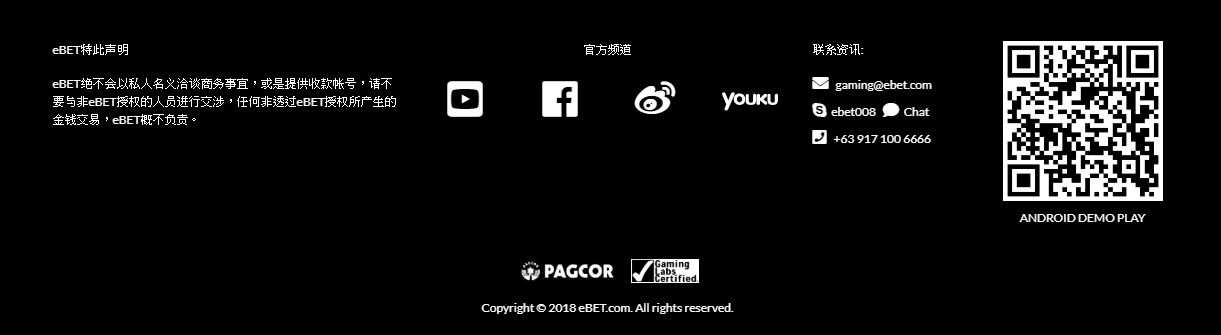 eBET特此声明
eBET绝不会以私人名义洽谈商务事宜，或是提供收款帐号，请不
要与非eBET授权的人员进行交涉，任何非透过eBET授权所产生的
金钱交易，eBET概不负责。
官方频道
YOUKU
联系资讯:
gaming@ebet.com
ebet008 Chat
+63 917 100 6666
ANDROID DEMO PLAY
PAGCOR
Gaming
Labs
Certified
Copyright © 2018 eBET.com. All rights reserved.